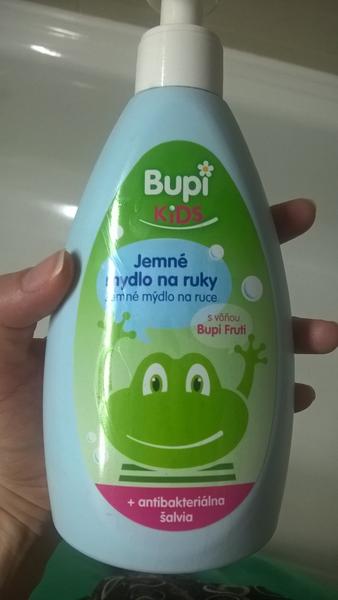 Bupi
KiDS
Jemné
mydlo na ruky
Jemné mýdlo na ruce
s vôňou
Bupi Fruti
+ antibakteriálna
šalvia